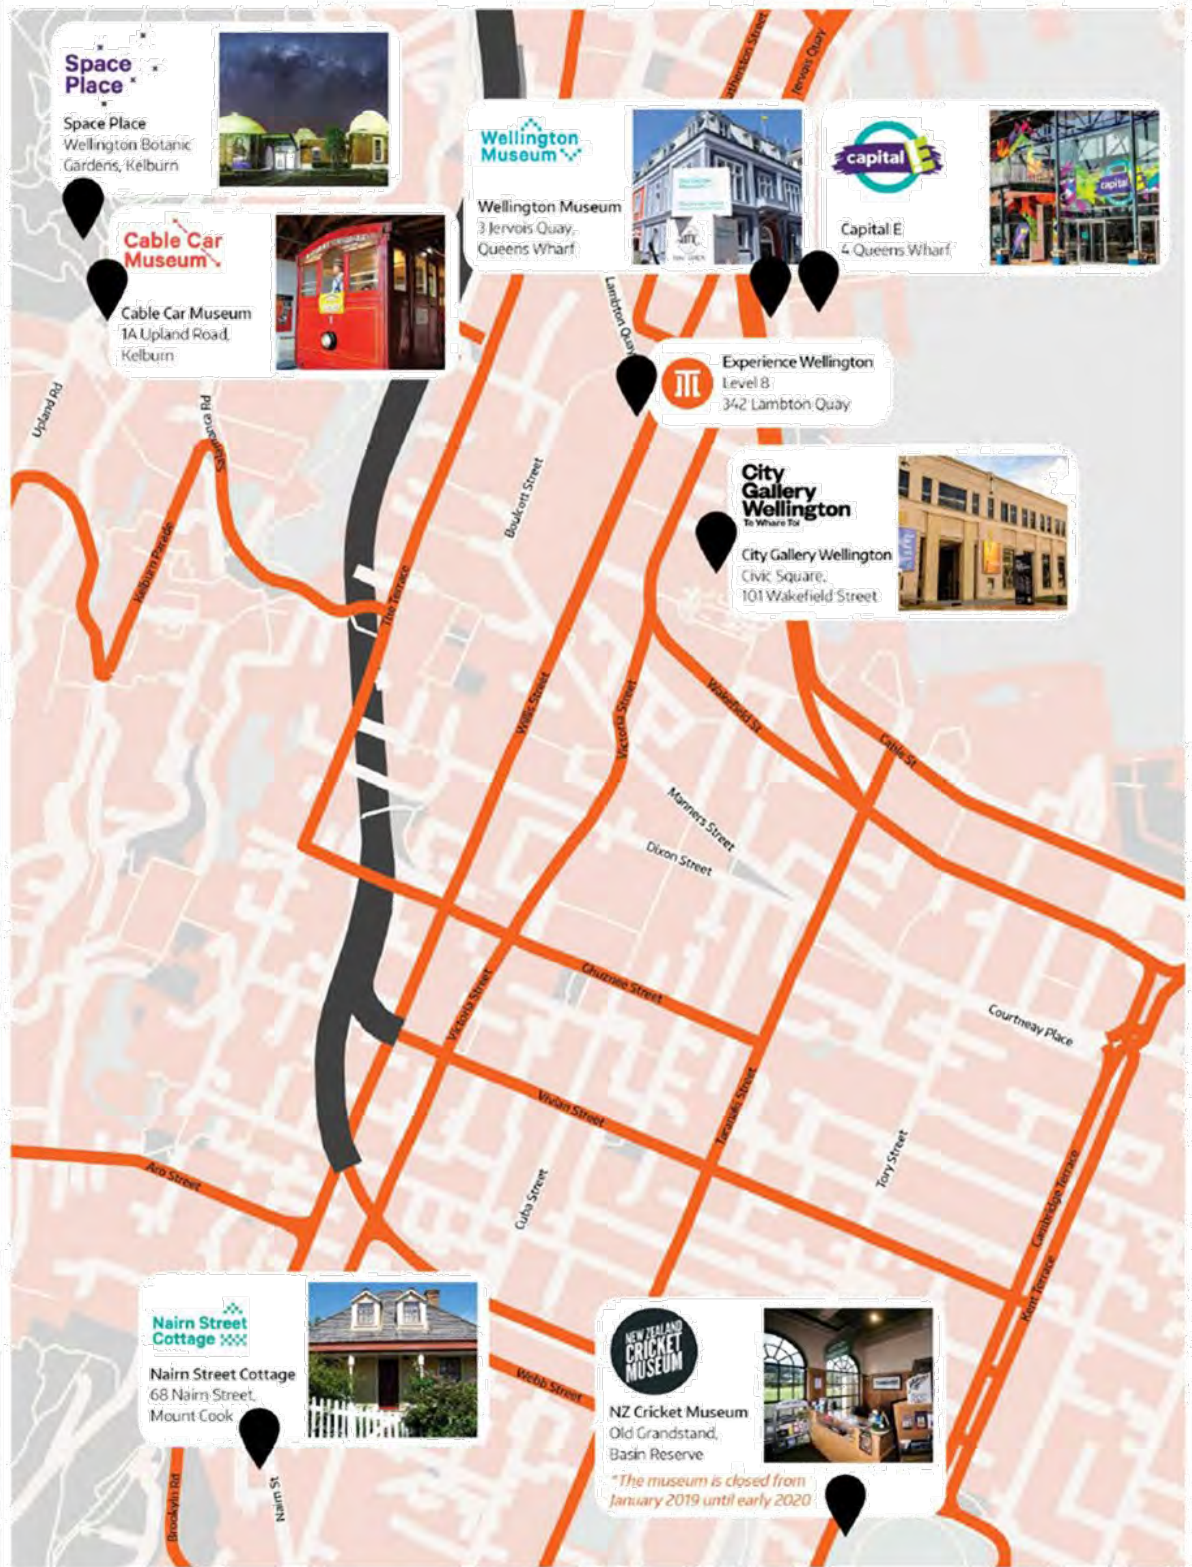 Space
Place
Space Place
Wellington Botanic
Gardens, Kelburn
Cable Car
Museum
Cable Car Museum
1A Upland Road,
Kelburn
Wellington
Museum
Wellington Museum
3 Jervois Quay,
Queens Wharf
capital E
capital
Capital E
4 Queens Wharf
Experience Wellington
Level 8
342 Lambton Quay
City
Gallery
Wellington
Te Whare Toi
City Gallery Wellington
Civic Square,
101 Wakefield Street
Nairn Street
Cottage
Nairn Street Cottage
68 Nairn Street,
Mount Cook
NEW ZEALAND
CRICKET
MUSEUM
NZ Cricket Museum
Old Grandstand,
Basin Reserve
*The museum is closed from
January 2019 until early 2020
atherston Street
Jervois Quay
Lambton Quay
Upland Rd
Salamanca Rd
Kelburn Parade
Boulcott Street
The Terrace
Willis Street
Victoria Street
Wakefield St
Cable St
Manners Street
Dixon Street
Ghuznee Street
Victoria Street
Courtneay Place
Vivian Street
Taranaki Street
Tory Street
Cuba Street
Aro Street
Cambridge Terrace
Kent Terrace
Webb Street
Brooklyn Rd
Nairn St